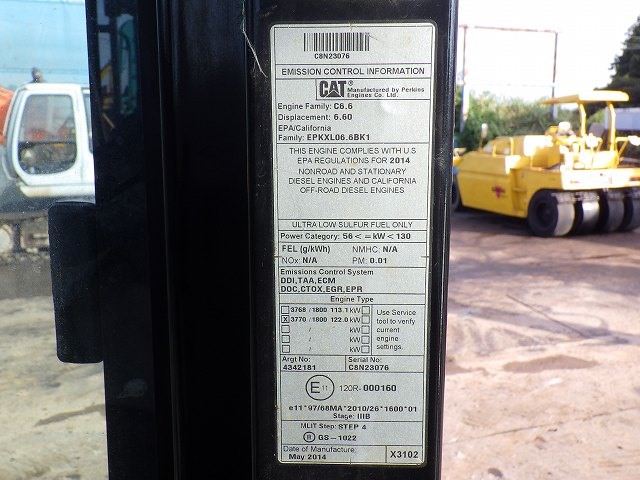 C8N23076
EMISSION CONTROL INFORMATION
CAT® Manufactured by Perkins
Engines Co. Ltd.
Engine Family: C6.6
Displacement: 6.60
EPA/California
Family: EPKXL06.6BK1
THIS ENGINE COMPLIES WITH U.S
EPA REGULATIONS FOR 2014
NONROAD AND STATIONARY
DIESEL ENGINES AND CALIFORNIA
OFF-ROAD DIESEL ENGINES
ULTRA LOW SULFUR FUEL ONLY
Power Category: 56 < = kW < 130
FEL (g/kWh) NMHC: N/A
NOx: N/A PM: 0.01
Emissions Control System
DDI,TAA,ECM
DOC,CTOX,EGR,EPR
Engine Type
3768 / 1800 113.1 kW
X 3770 / 1800 122.0 kW
/ kW
/ kW
/ kW
Use Service
tool to verify
current
engine
settings.
Argt No: Serial No:
4342181 C8N23076
E11 120R-000160
e11*97/68MA*2010/26*1600*01
Stage: IIIB
MLIT Step: STEP 4
GS-1022
Date of Manufacture:
May 2014 X3102